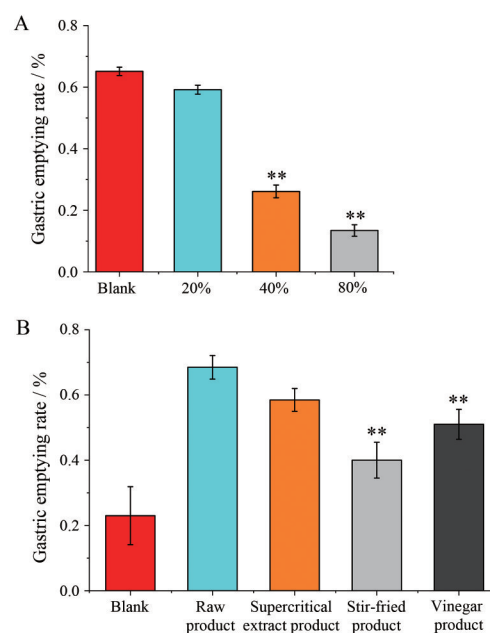 A
Gastric emptying rate / %
0.8
0.6
0.4
0.2
0.0
**
**
Blank
20%
40%
80%
B
Gastric emptying rate / %
0.8
0.6
0.4
0.2
0.0
**
**
Blank
Raw
product
Supercritical
extract product
Stir-fried
product
Vinegar
product